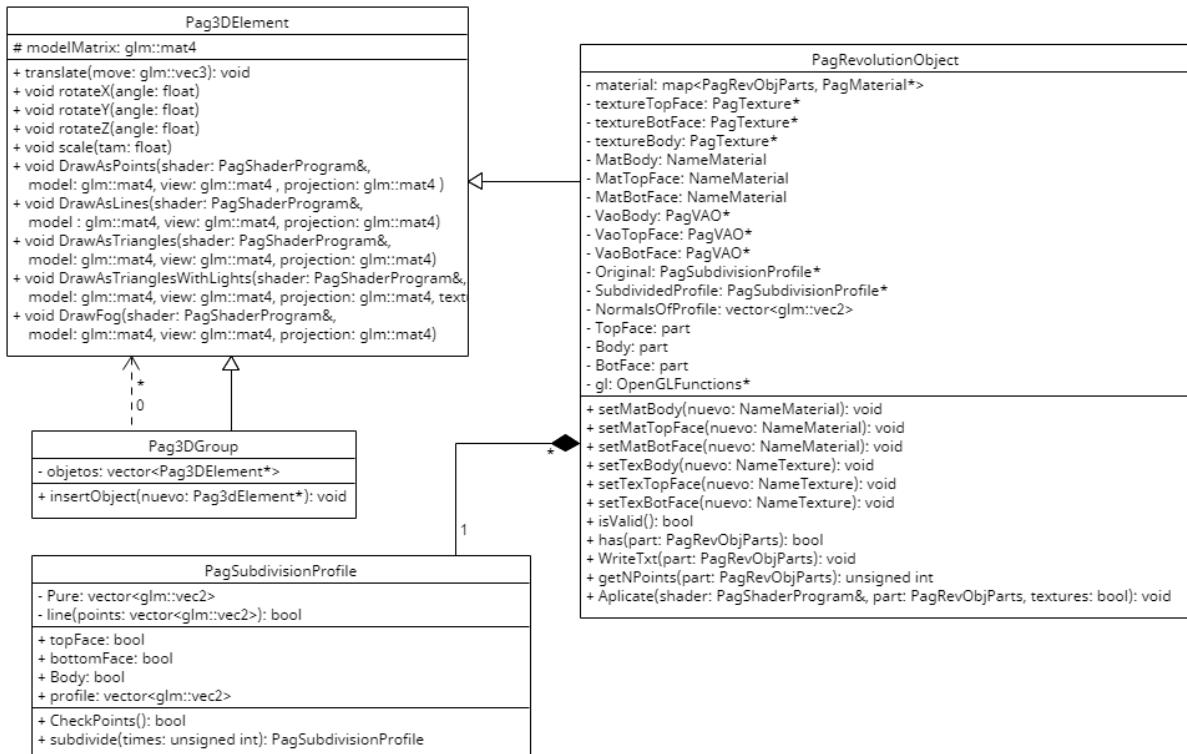 Pag3DElement
# modelMatrix: glm::mat4
+ translate(move: glm::vec3): void
+ void rotateX(angle: float)
+ void rotateY(angle: float)
+ void rotateZ(angle: float)
+ void scale(tam: float)
+ void DrawAsPoints(shader: PagShaderProgram&,
model: glm::mat4, view: glm::mat4 , projection: glm::mat4 )
+ void DrawAsLines(shader: PagShaderProgram&,
model : glm::mat4, view: glm::mat4, projection: glm::mat4)
+ void DrawAsTriangles(shader: PagShaderProgram&,
model: glm::mat4, view: glm::mat4, projection: glm::mat4)
+ void DrawAsTrianglesWithLights(shader: PagShaderProgram&,
model: glm::mat4, view: glm::mat4, projection: glm::mat4, text
+ void DrawFog(shader: PagShaderProgram&,
model: glm::mat4, view: glm::mat4, projection: glm::mat4)
*
0
Pag3DGroup
- objetos: vector<Pag3DElement*>
+ insertObject(nuevo: Pag3dElement*): void
PagRevolutionObject
- material: map<PagRevObjParts, PagMaterial*>
- textureTopFace: PagTexture*
- textureBotFace: PagTexture*
- textureBody: PagTexture*
- MatBody: NameMaterial
- MatTopFace: NameMaterial
- MatBotFace: NameMaterial
- VaoBody: PagVAO*
- VaoTopFace: PagVAO*
- VaoBotFace: PagVAO*
- Original: PagSubdivisionProfile*
- SubdividedProfile: PagSubdivisionProfile*
- NormalsOfProfile: vector<glm::vec2>
- TopFace: part
- Body: part
- BotFace: part
- gl: OpenGLFunctions*
+ setMatBody(nuevo: NameMaterial): void
+ setMatTopFace(nuevo: NameMaterial): void
+ setMatBotFace(nuevo: NameMaterial): void
+ setTexBody(nuevo: NameTexture): void
+ setTexTopFace(nuevo: NameTexture): void
+ setTexBotFace(nuevo: NameTexture): void
+ isValid(): bool
+ has(part: PagRevObjParts): bool
+ WriteTxt(part: PagRevObjParts): void
+ getNPoints(part: PagRevObjParts): unsigned int
+ Aplicate(shader: PagShaderProgram&, part: PagRevObjParts, textures: bool): void
*
1
PagSubdivisionProfile
- Pure: vector<glm::vec2>
- line(points: vector<glm::vec2>): bool
+ topFace: bool
+ bottomFace: bool
+ Body: bool
+ profile: vector<glm::vec2>
+ CheckPoints(): bool
+ subdivide(times: unsigned int): PagSubdivisionProfile